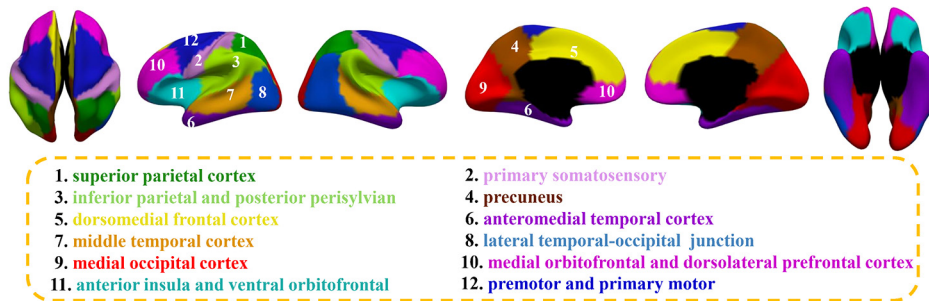 12
1
10
2
3
11
7
8
6
4
5
9
10
6
1. superior parietal cortex
2. primary somatosensory
3. inferior parietal and posterior perisylvian
4. precuneus
5. dorsomedial frontal cortex
6. anteromedial temporal cortex
7. middle temporal cortex
8. lateral temporal-occipital junction
9. medial occipital cortex
10. medial orbitofrontal and dorsolateral prefrontal cortex
11. anterior insula and ventral orbitofrontal
12. premotor and primary motor